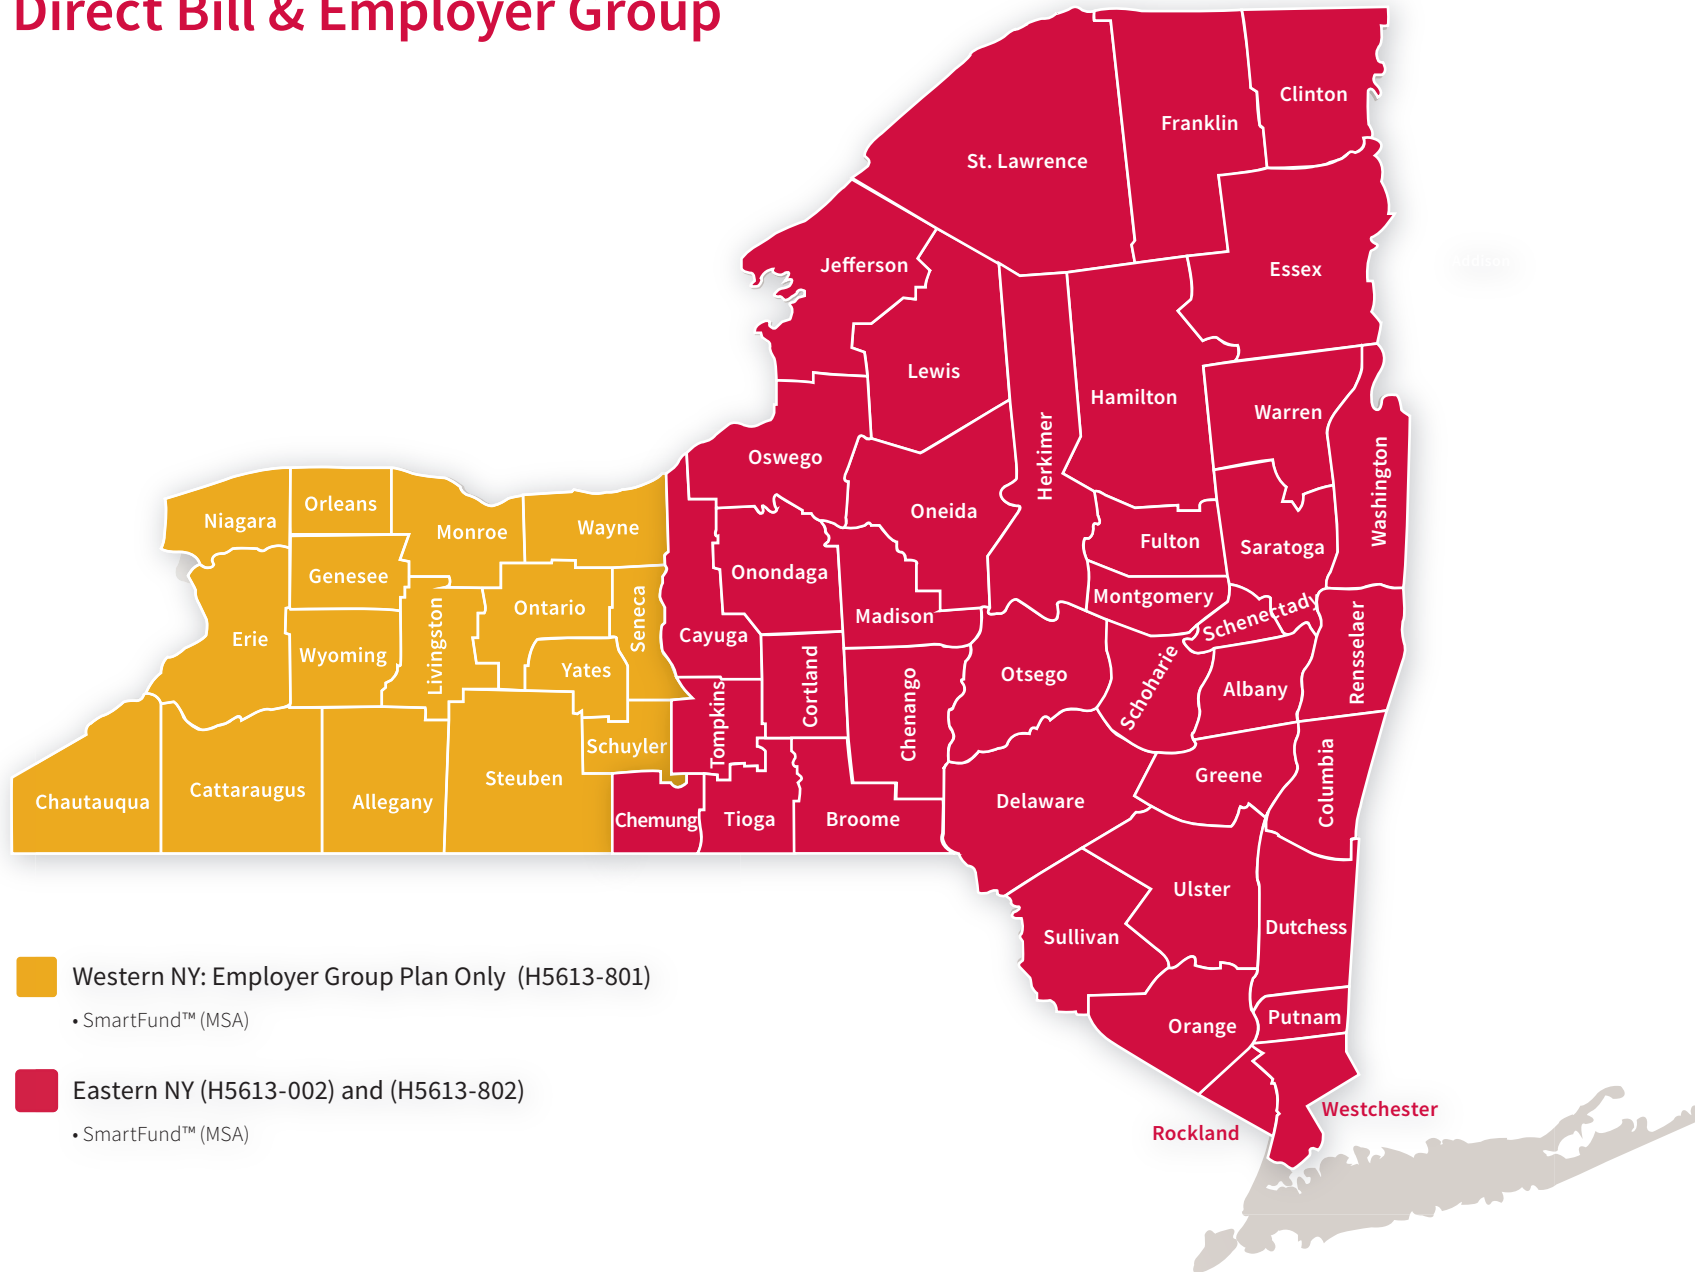 Direct Bill & Employer Group
Clinton
Franklin
St. Lawrence
Jefferson
Essex
Lewis
Hamilton
Herkimer
Warren
Washington
Oswego
Oneida
Orleans
Niagara
Monroe
Wayne
Fulton
Saratoga
Genesee
Onondaga
Montgomery
Ontario
Seneca
Livingston
Madison
Schenectady
Erie
Wyoming
Cayuga
Yates
Cortland
Otsego
Rensselaer
Schoharie
Albany
Tompkins
Chenango
Schuyler
Steuben
Greene
Columbia
Cattaraugus
Chautauqua
Allegany
Delaware
Chemung
Tioga
Broome
Ulster
Dutchess
Sullivan
Western NY: Employer Group Plan Only (H5613-801)
• SmartFund™ (MSA)
Putnam
Orange
Eastern NY (H5613-002) and (H5613-802)
• SmartFund™ (MSA)
Westchester
Rockland